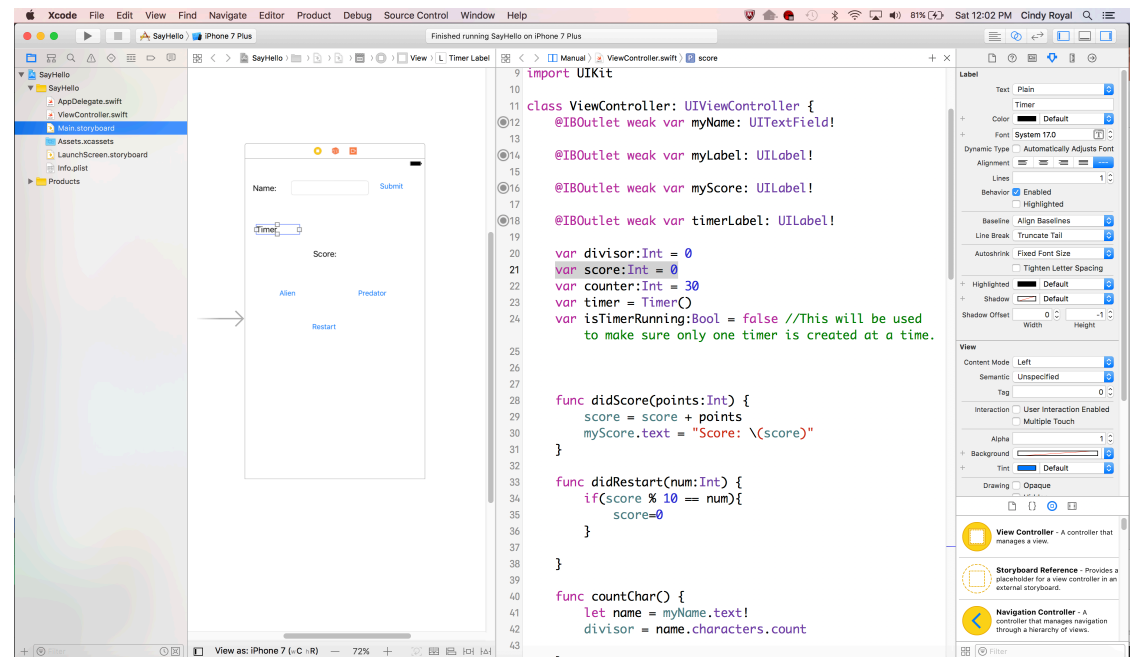 Xcode File Edit View Find Navigate Editor Product Debug Source Control Window Help 81% Sat 12:02 PM Cindy Royal
SayHello iPhone 7 Plus Finished running SayHello on iPhone 7 Plus
SayHello View L Timer Label Manual ViewController.swift P score
SayHello
SayHello
AppDelegate.swift
ViewController.swift
Main.storyboard
Assets.xcassets
LaunchScreen.storyboard
Info.plist
Products
Name: Submit
Timer
Score:
Alien Predator
Restart
View as: iPhone 7 (wC hR) — 72% +
Filter
9 import UIKit
10
11 class ViewController: UIViewController {
12 @IBOutlet weak var myName: UITextField!
13
14 @IBOutlet weak var myLabel: UILabel!
15
16 @IBOutlet weak var myScore: UILabel!
17
18 @IBOutlet weak var timerLabel: UILabel!
19
20 var divisor:Int = 0
21 var score:Int = 0
22 var counter:Int = 30
23 var timer = Timer()
24 var isTimerRunning:Bool = false //This will be used
to make sure only one timer is created at a time.
25
26
27
28 func didScore(points:Int) {
29 score = score + points
30 myScore.text = "Score: \(score)"
31 }
32
33 func didRestart(num:Int) {
34 if(score % 10 == num){
35 score=0
36 }
37
38 }
39
40 func countChar() {
41 let name = myName.text!
42 divisor = name.characters.count
43
Label
Text Plain
Timer
Color Default
Font System 17.0
Dynamic Type Automatically Adjusts Font
Alignment
Lines 1
Behavior Enabled
Highlighted
Baseline Align Baselines
Line Break Truncate Tail
Autoshrink Fixed Font Size
Tighten Letter Spacing
Highlighted Default
Shadow Default
Shadow Offset 0 -1
Width Height
View
Content Mode Left
Semantic Unspecified
Tag 0
Interaction User Interaction Enabled
Multiple Touch
Alpha 1
Background
Tint Default
Drawing Opaque
View Controller - A controller that
manages a view.
Storyboard Reference - Provides a
placeholder for a view controller in an
external storyboard.
Navigation Controller - A
controller that manages navigation
through a hierarchy of views.
Filter